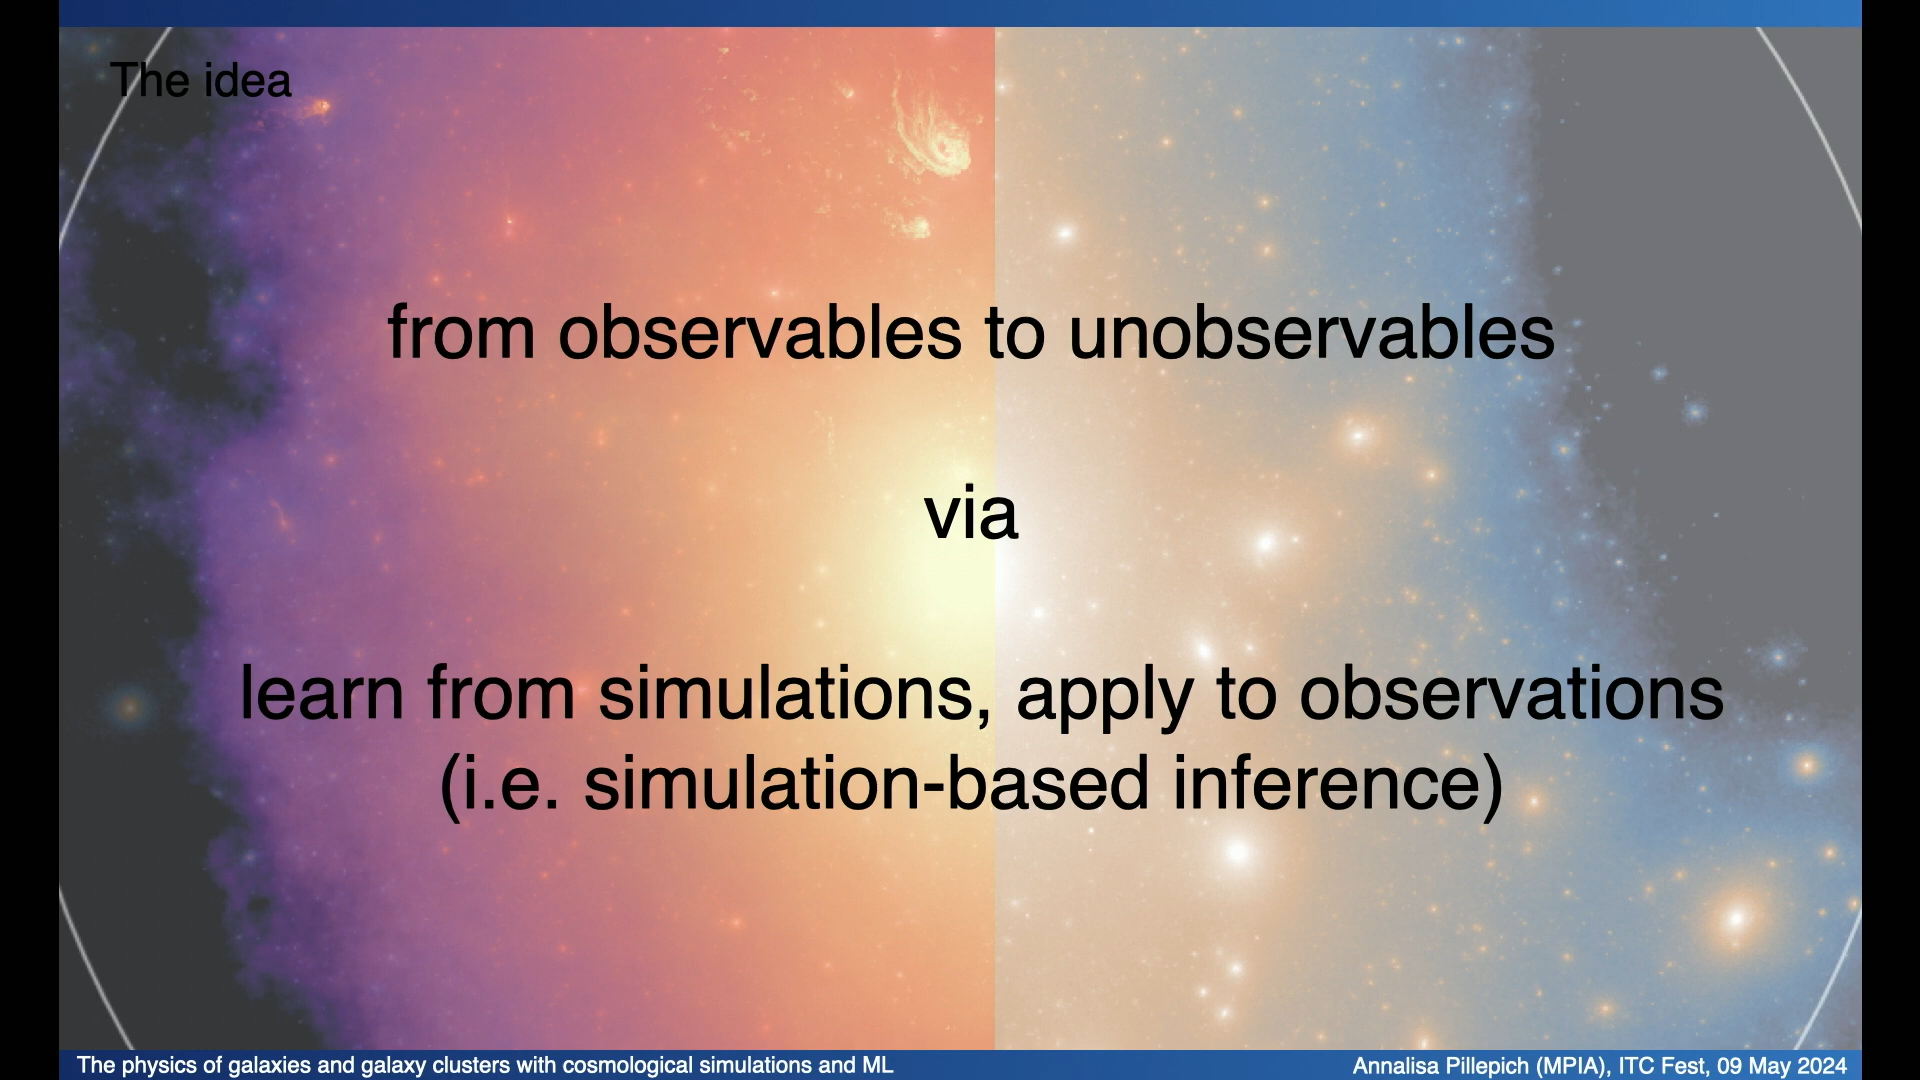 The idea
from observables to unobservables
via
learn from simulations, apply to observations
(i.e. simulation-based inference)
The physics of galaxies and galaxy clusters with cosmological simulations and ML
Annalisa Pillepich (MPIA), ITC Fest, 09 May 2024